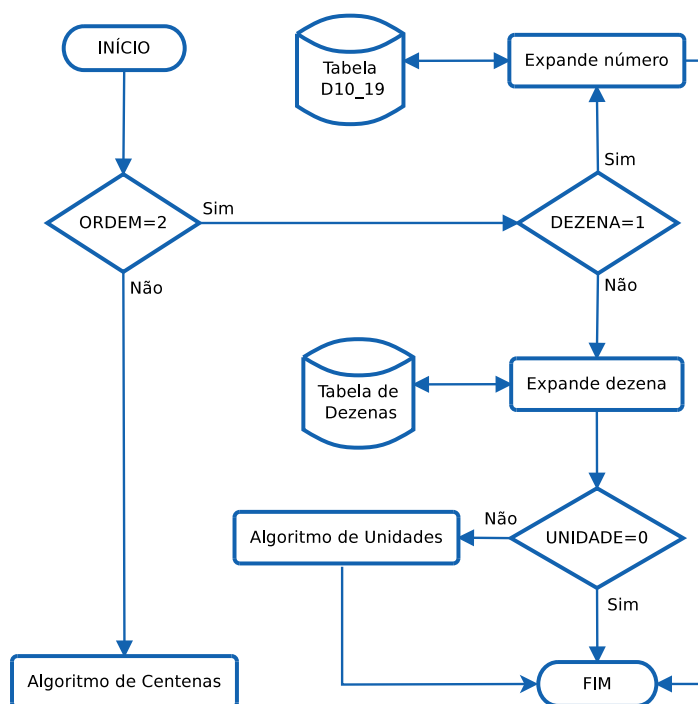 INÍCIO
Tabela
D10_19
Expande número
Sim
ORDEM=2
Sim
DEZENA=1
Não
Não
Tabela de
Dezenas
Expande dezena
Algoritmo de Unidades
Não
UNIDADE=0
Sim
Algoritmo de Centenas
FIM